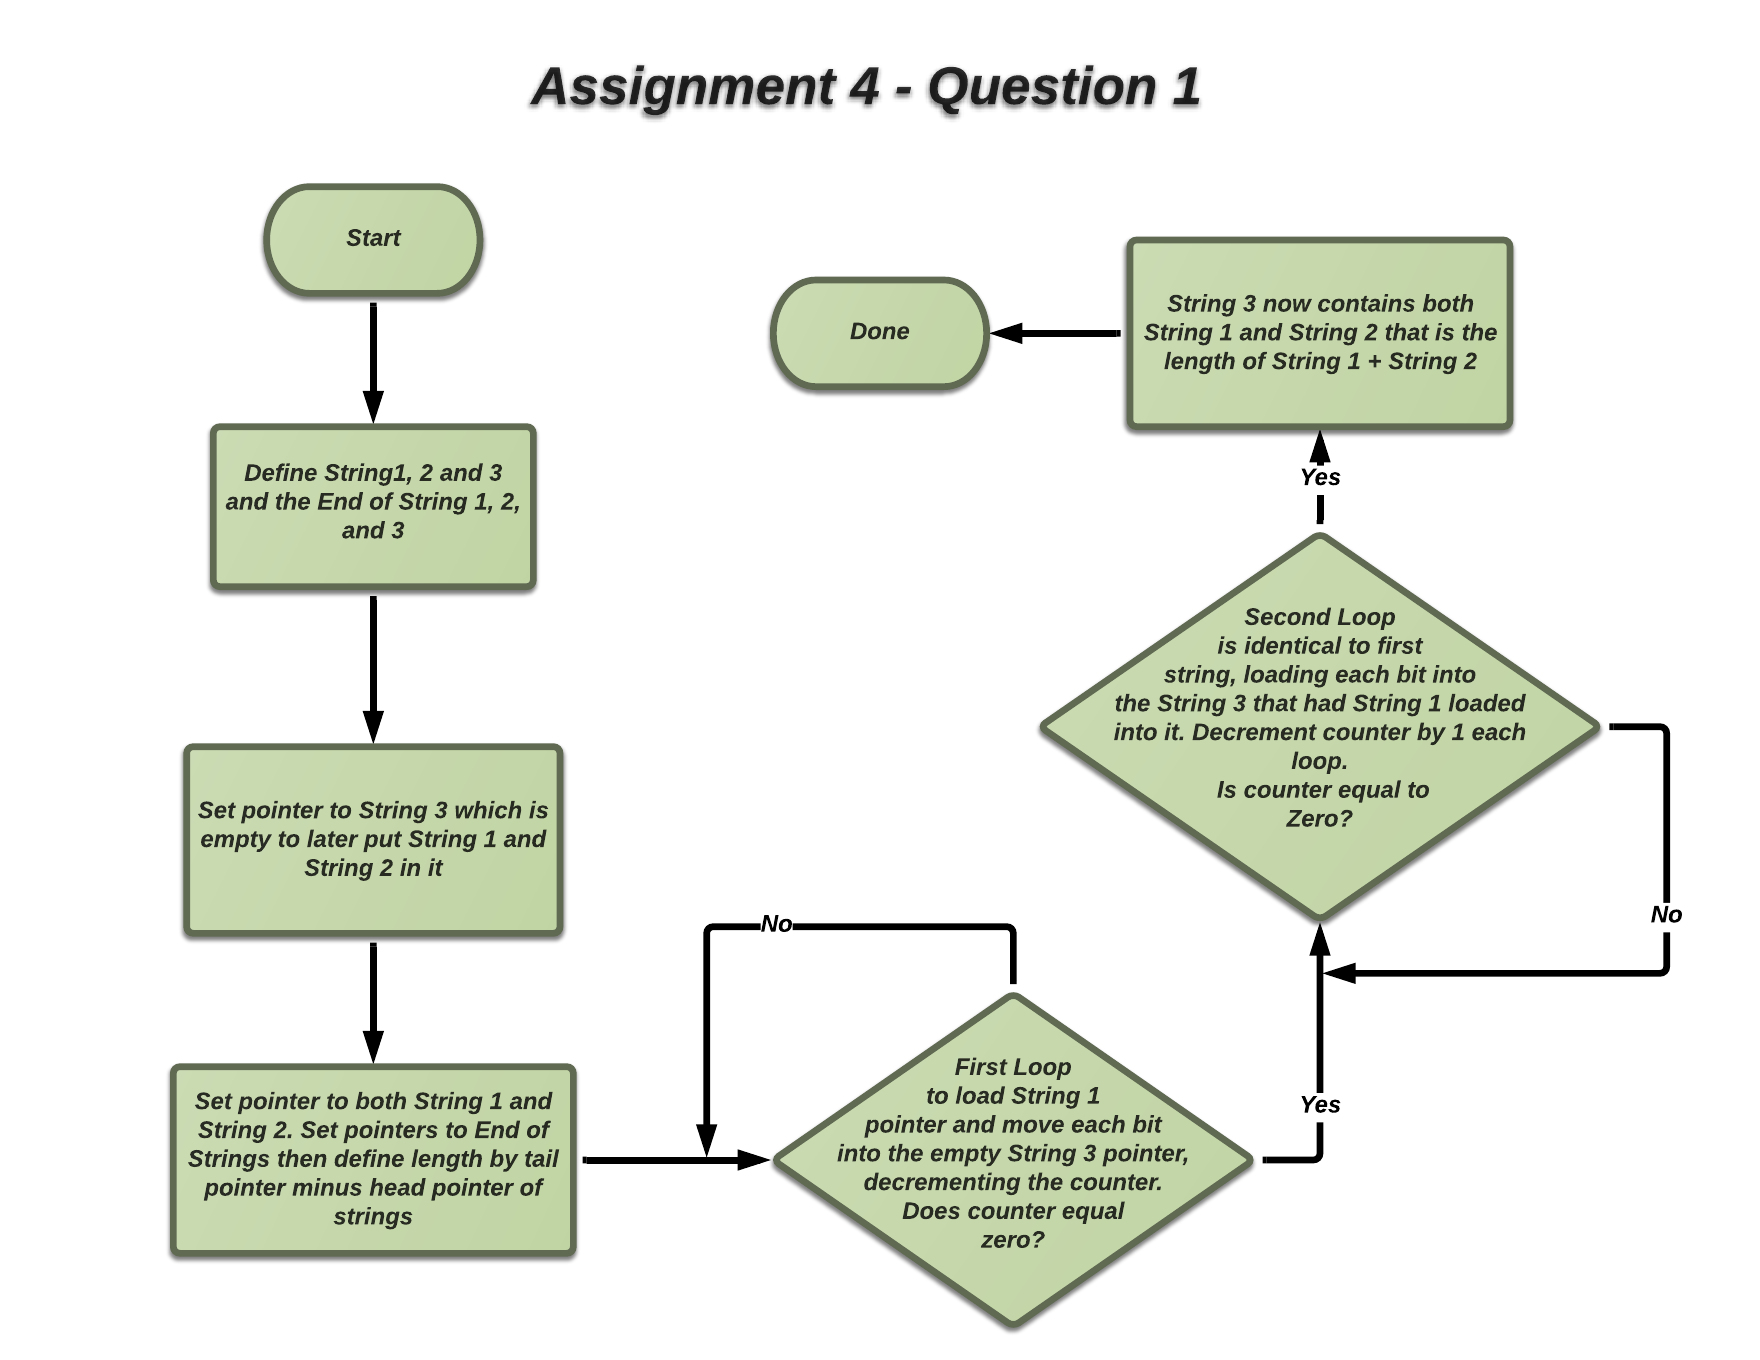 Assignment 4 - Question 1
Start
Define String1, 2 and 3
and the End of String 1, 2,
and 3
Set pointer to String 3 which is
empty to later put String 1 and
String 2 in it
Set pointer to both String 1 and
String 2. Set pointers to End of
Strings then define length by tail
pointer minus head pointer of
strings
No
First Loop
to load String 1
pointer and move each bit
into the empty String 3 pointer,
decrementing the counter.
Does counter equal
zero?
Yes
Second Loop
is identical to first
string, loading each bit into
the String 3 that had String 1 loaded
into it. Decrement counter by 1 each
loop.
Is counter equal to
Zero?
No
Yes
String 3 now contains both
String 1 and String 2 that is the
length of String 1 + String 2
Done